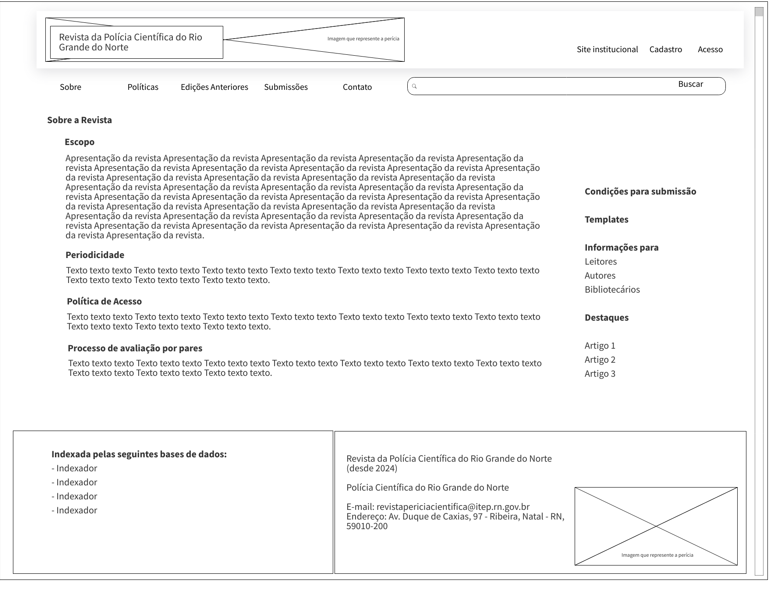 Revista da Polícia Científica do Rio
Grande do Norte
Imagem que represente a perícia
Site institucional
Cadastro
Acesso
Sobre
Políticas
Edições Anteriores
Submissões
Contato
Buscar
Sobre a Revista
Escopo
Apresentação da revista Apresentação da revista Apresentação da revista Apresentação da revista Apresentação da
revista Apresentação da revista Apresentação da revista Apresentação da revista Apresentação da revista Apresentação
da revista Apresentação da revista Apresentação da revista Apresentação da revista Apresentação da revista
Apresentação da revista Apresentação da revista Apresentação da revista Apresentação da revista Apresentação da
revista Apresentação da revista Apresentação da revista Apresentação da revista Apresentação da revista Apresentação
da revista Apresentação da revista Apresentação da revista Apresentação da revista Apresentação da revista
Apresentação da revista Apresentação da revista Apresentação da revista Apresentação da revista Apresentação da
revista Apresentação da revista Apresentação da revista Apresentação da revista Apresentação da revista Apresentação
da revista Apresentação da revista.
Periodicidade
Texto texto texto Texto texto texto Texto texto texto Texto texto texto Texto texto texto Texto texto texto Texto texto
Texto texto texto Texto texto texto Texto texto texto.
Política de Acesso
Texto texto texto Texto texto texto Texto texto texto Texto texto texto Texto texto texto Texto texto texto Texto texto
Texto texto texto Texto texto texto Texto texto texto.
Processo de avaliação por pares
Texto texto texto Texto texto texto Texto texto texto Texto texto texto Texto texto texto Texto texto texto Texto texto
Texto texto texto Texto texto texto Texto texto texto.
Condições para submissão
Templates
Informações para
Leitores
Autores
Bibliotecários
Destaques
Artigo 1
Artigo 2
Artigo 3
Indexada pelas seguintes bases de dados:
- Indexador
- Indexador
- Indexador
- Indexador
Revista da Polícia Científica do Rio Grande do Norte
(desde 2024)
Polícia Científica do Rio Grande do Norte
E-mail: revistapericiacientifica@itep.rn.gov.br
Endereço: Av. Duque de Caxias, 97 - Ribeira, Natal - RN,
59010-200
Imagem que represente a perícia